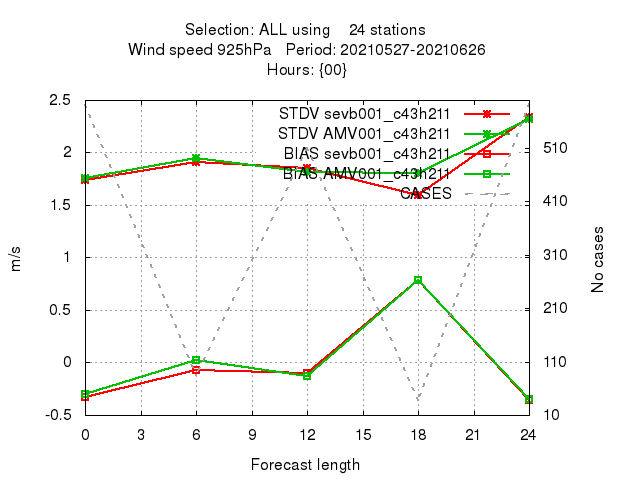 Selection: ALL using 24 stations
Wind speed 925hPa Period: 20210527-20210626
Hours: {00}
STDV sevb001_c43h211
STDV AMV001_c43h211
BIAS sevb001_c43h211
BIAS AMV001_c43h211
CASES
2.5
2
1.5
1
0.5
0
-0.5
m/s
510
410
310
210
110
10
No cases
0 3 6 9 12 15 18 21 24
Forecast length